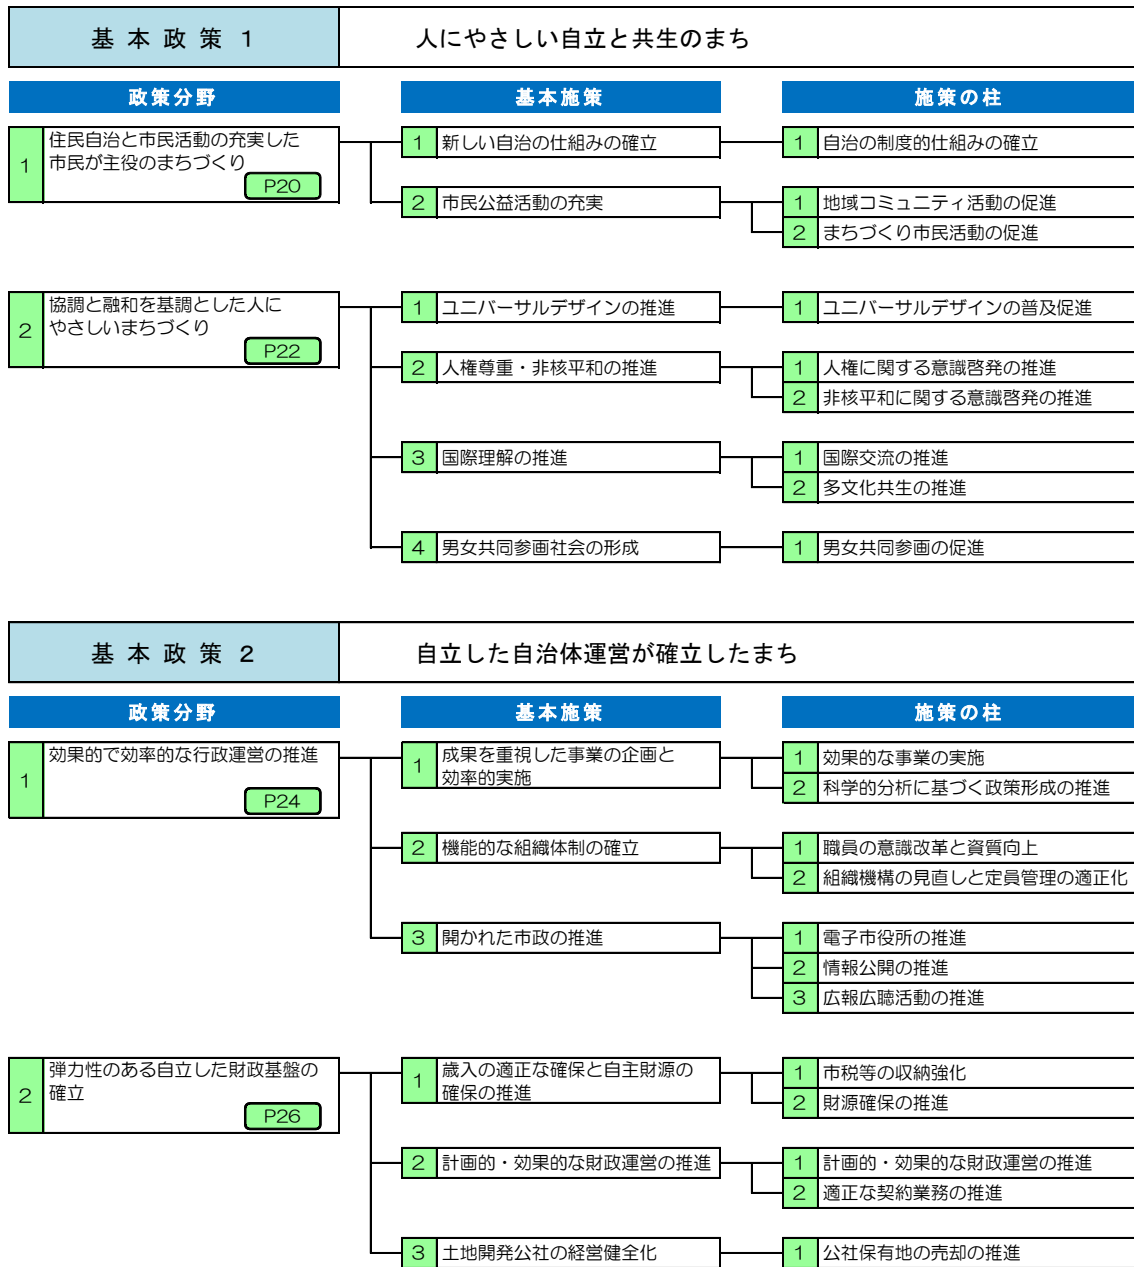 基本政策 1 人にやさしい自立と共生のまち
政策分野 基本施策 施策の柱
1 住民自治と市民活動の充実した
市民が主役のまちづくり
P20
1 新しい自治の仕組みの確立
1 自治の制度的仕組みの確立
2 市民公益活動の充実
1 地域コミュニティ活動の促進
2 まちづくり市民活動の促進
2 協調と融和を基調とした人に
やさしいまちづくり
P22
1 ユニバーサルデザインの推進
1 ユニバーサルデザインの普及促進
2 人権尊重・非核平和の推進
1 人権に関する意識啓発の推進
2 非核平和に関する意識啓発の推進
3 国際理解の推進
1 国際交流の推進
2 多文化共生の推進
4 男女共同参画社会の形成
1 男女共同参画の促進
基本政策 2 自立した自治体運営が確立したまち
政策分野 基本施策 施策の柱
1 効果的で効率的な行政運営の推進
P24
1 成果を重視した事業の企画と
効率的実施
1 効果的な事業の実施
2 科学的分析に基づく政策形成の推進
2 機能的な組織体制の確立
1 職員の意識改革と資質向上
2 組織機構の見直しと定員管理の適正化
3 開かれた市政の推進
1 電子市役所の推進
2 情報公開の推進
3 広報広聴活動の推進
2 弾力性のある自立した財政基盤の
確立
P26
1 歳入の適正な確保と自主財源の
確保の推進
1 市税等の収納強化
2 財源確保の推進
2 計画的・効果的な財政運営の推進
1 計画的・効果的な財政運営の推進
2 適正な契約業務の推進
3 土地開発公社の経営健全化
1 公社保有地の売却の推進